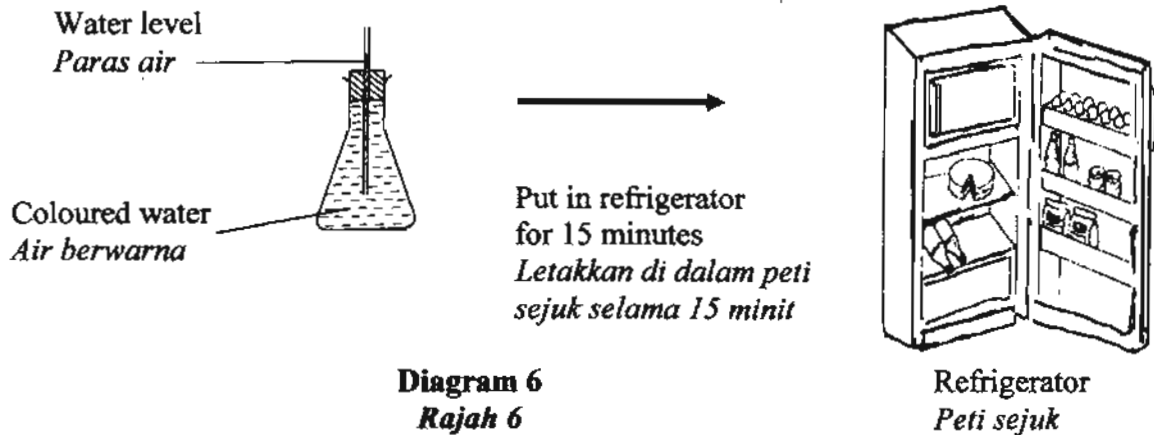 Water level
Paras air
Coloured water
Air berwarna
Put in refrigerator
for 15 minutes
Letakkan di dalam peti
sejuk selama 15 minit
Diagram 6
Rajah 6
Refrigerator
Peti sejuk